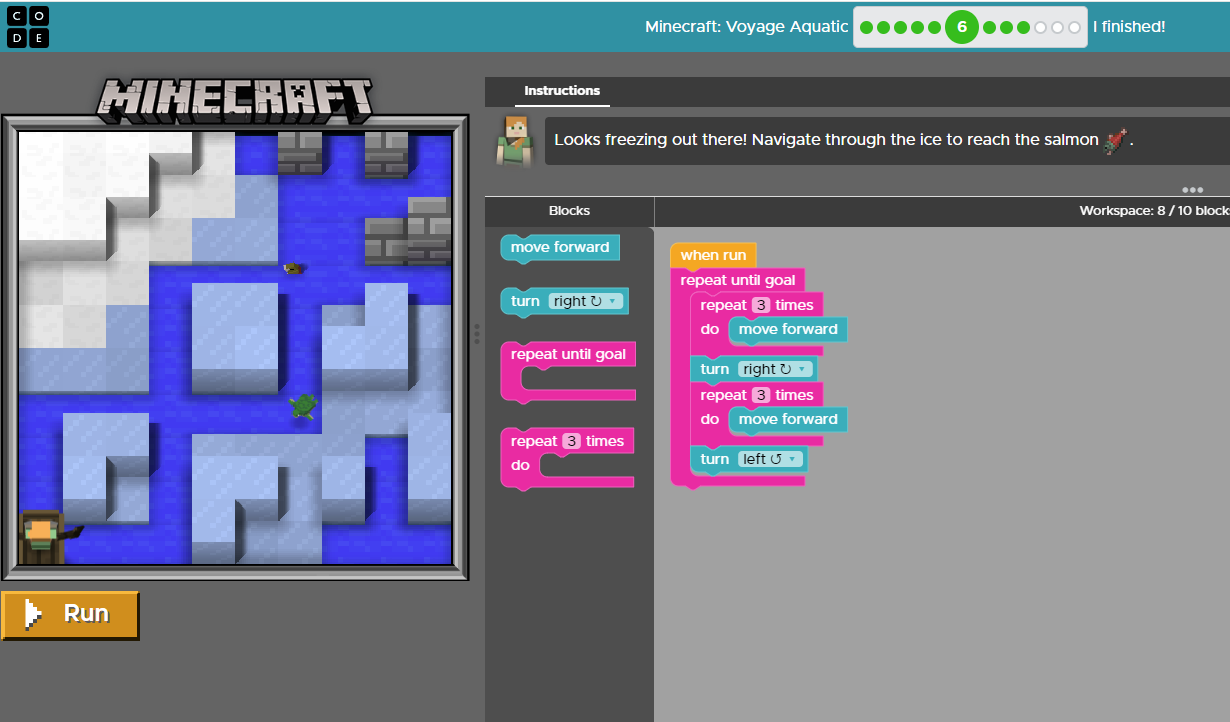 C O
D E
Minecraft: Voyage Aquatic
6
I finished!
MINECRAFT
Instructions
Looks freezing out there! Navigate through the ice to reach the salmon .
Blocks
Workspace: 8 / 10 block
move forward
turn right ↻
repeat until goal
repeat 3 times
do
when run
repeat until goal
repeat 3 times
do move forward
turn right ↻
repeat 3 times
do move forward
turn left ↺
Run